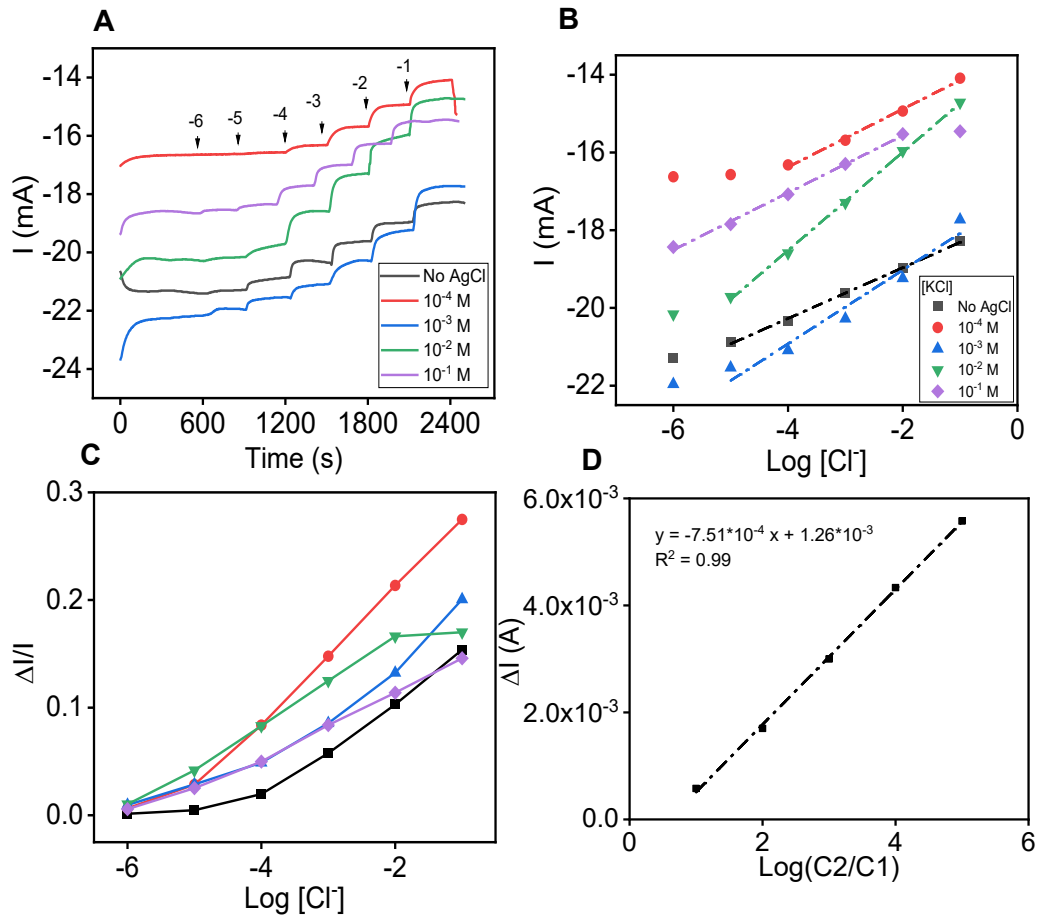 A
I (mA)
-14
-16
-18
-20
-22
-24
-6
-5
-4
-3
-2
-1
No AgCl
10⁻⁴ M
10⁻³ M
10⁻² M
10⁻¹ M
0 600 1200 1800 2400
Time (s)
B
I (mA)
-14
-16
-18
-20
-22
[KCl]
No AgCl
10⁻⁴ M
10⁻³ M
10⁻² M
10⁻¹ M
-6 -4 -2 0
Log [Cl⁻]
C
ΔI/I
0.3
0.2
0.1
0.0
-6 -4 -2
Log [Cl⁻]
D
ΔI (A)
6.0x10⁻³
4.0x10⁻³
2.0x10⁻³
0.0
y = -7.51*10⁻⁴ x + 1.26*10⁻³
R² = 0.99
0 2 4 6
Log(C2/C1)